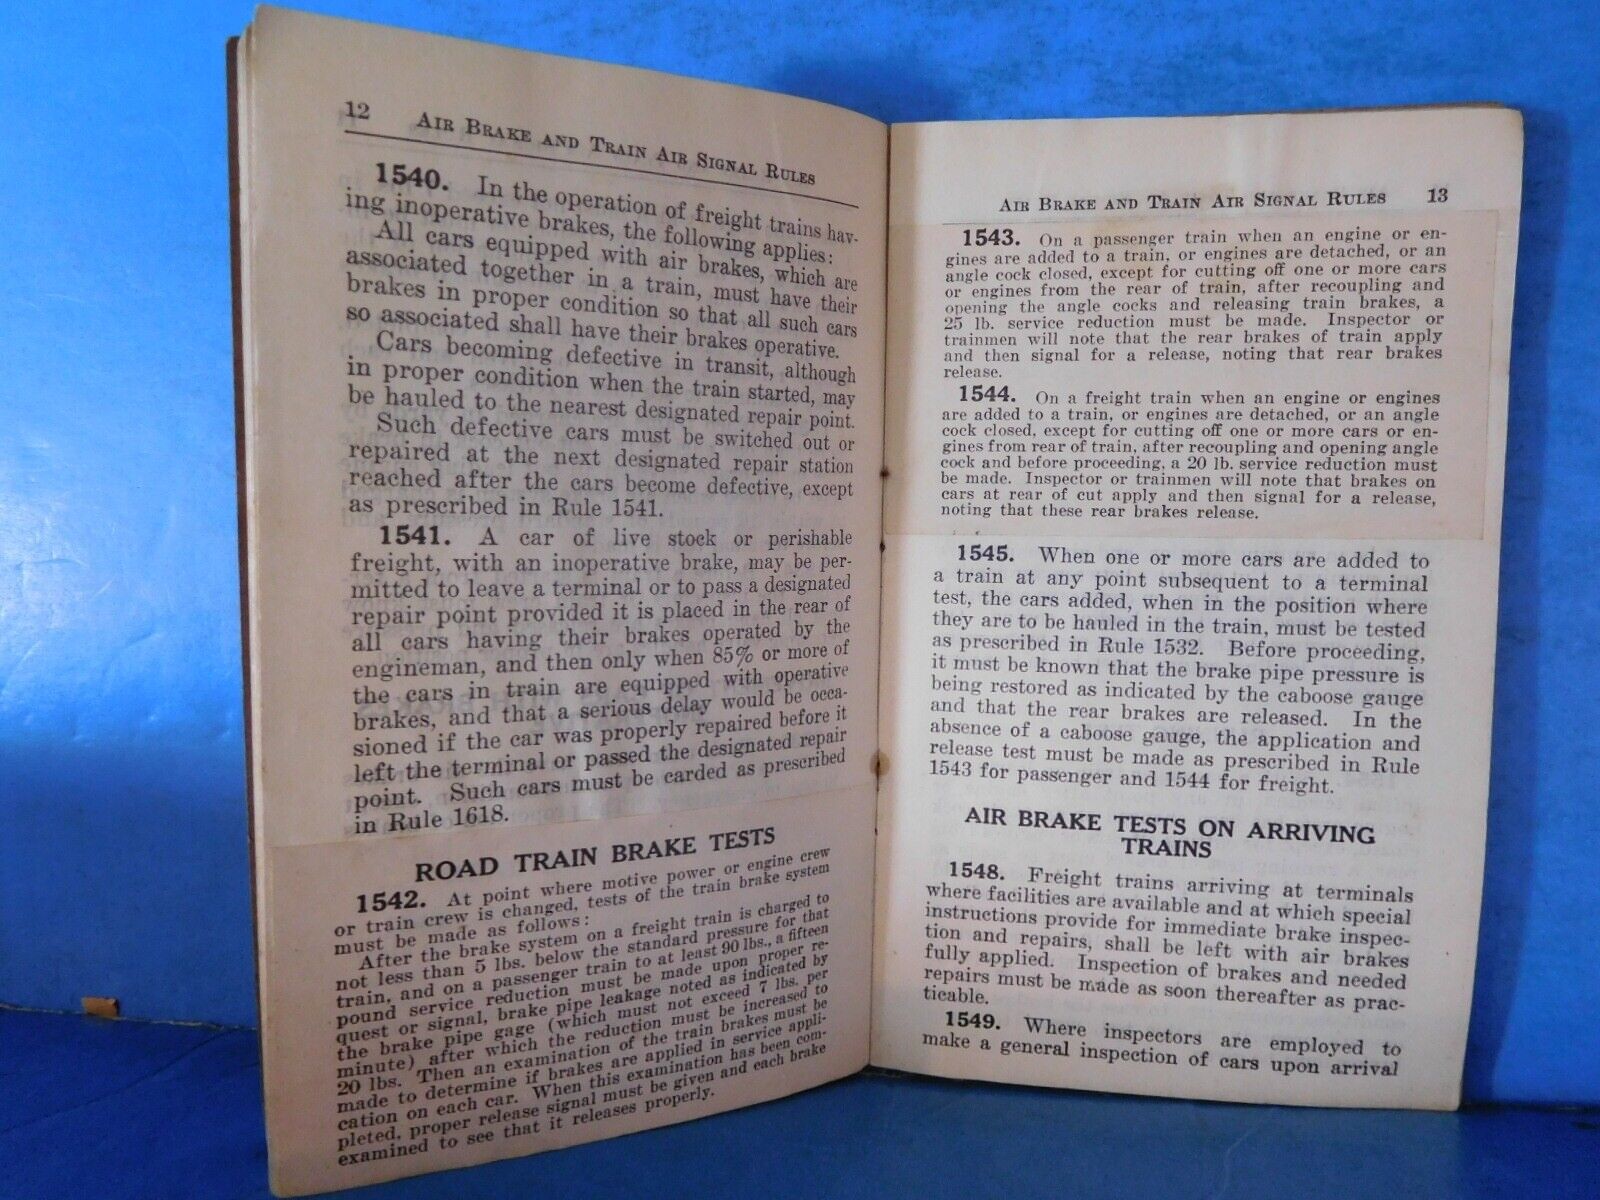 12 AIR BRAKE AND TRAIN AIR SIGNAL RULES
1540. In the operation of freight trains hav-
ing inoperative brakes, the following applies:
All cars equipped with air brakes, which are
associated together in a train, must have their
brakes in proper condition so that all such cars
so associated shall have their brakes operative.
Cars becoming defective in transit, although
in proper condition when the train started, may
be hauled to the nearest designated repair point.
Such defective cars must be switched out or
repaired at the next designated repair station
reached after the cars become defective, except
as prescribed in Rule 1541.
1541. A car of live stock or perishable
freight, with an inoperative brake, may be per-
mitted to leave a terminal or to pass a designated
repair point provided it is placed in the rear of
all cars having their brakes operated by the
engineman, and then only when 85% or more of
the cars in train are equipped with operative
brakes, and that a serious delay would be occa-
sioned if the car was properly repaired before it
left the terminal or passed the designated repair
point. Such cars must be carded as prescribed
in Rule 1618.
ROAD TRAIN BRAKE TESTS
1542. At point where motive power or engine crew
or train crew is changed, tests of the train brake system
must be made as follows:
After the brake system on a freight train is charged to
not less than 5 lbs. below the standard pressure for that
train, and on a passenger train to at least 90 lbs., a fifteen
pound service reduction must be made upon proper re-
quest or signal, brake pipe leakage noted as indicated by
the brake pipe gage (which must not exceed 7 lbs. per
minute) after which the reduction must be increased to
20 lbs. Then an examination of the train brakes must be
made to determine if brakes are applied in service appli-
cation on each car. When this examination has been com-
pleted, proper release signal must be given and each brake
examined to see that it releases properly.
AIR BRAKE AND TRAIN AIR SIGNAL RULES 13
1543. On a passenger train when an engine or en-
gines are added to a train, or engines are detached, or an
angle cock closed, except for cutting off one or more cars
or engines from the rear of train, after recoupling and
opening the angle cocks and releasing train brakes, a
25 lb. service reduction must be made. Inspector or
trainmen will note that the rear brakes of train apply
and then signal for a release, noting that rear brakes
release.
1544. On a freight train when an engine or engines
are added to a train, or engines are detached, or an angle
cock closed, except for cutting off one or more cars or en-
gines from rear of train, after recoupling and opening angle
cock and before proceeding, a 20 lb. service reduction must
be made. Inspector or trainmen will note that brakes on
cars at rear of cut apply and then signal for a release,
noting that these rear brakes release.
1545. When one or more cars are added to
a train at any point subsequent to a terminal
test, the cars added, when in the position where
they are to be hauled in the train, must be tested
as prescribed in Rule 1532. Before proceeding,
it must be known that the brake pipe pressure is
being restored as indicated by the caboose gauge
and that the rear brakes are released. In the
absence of a caboose gauge, the application and
release test must be made as prescribed in Rule
1543 for passenger and 1544 for freight.
AIR BRAKE TESTS ON ARRIVING
TRAINS
1548. Freight trains arriving at terminals
where facilities are available and at which special
instructions provide for immediate brake inspec-
tion and repairs, shall be left with air brakes
fully applied. Inspection of brakes and needed
repairs must be made as soon thereafter as prac-
ticable.
1549. Where inspectors are employed to
make a general inspection of cars upon arrival